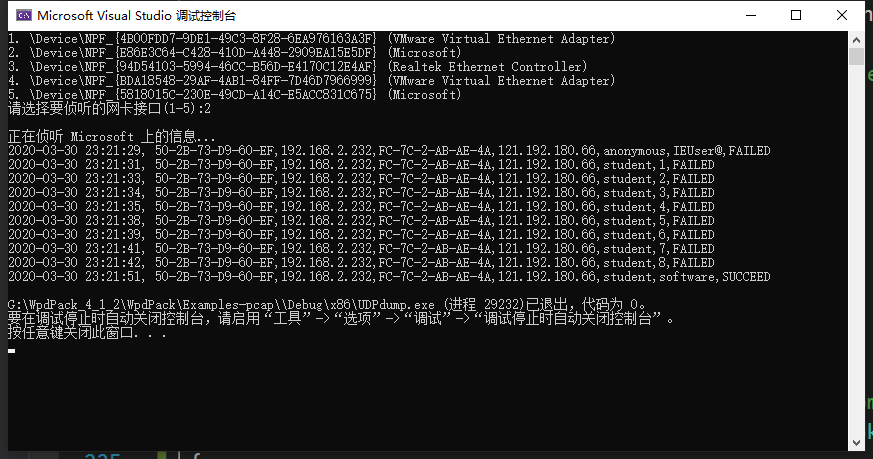 Microsoft Visual Studio 调试控制台
1. \Device\NPF_{4B00FDD7-9DE1-49C3-8F28-6EA976163A3F} (VMware Virtual Ethernet Adapter)
2. \Device\NPF_{E86E3C64-C428-410D-A448-2909EA15E5DF} (Microsoft)
3. \Device\NPF_{94D54103-5994-46CC-B56D-E4170C12E4AF} (Realtek Ethernet Controller)
4. \Device\NPF_{BDA18548-29AF-4AB1-84FF-7D46D7966999} (VMware Virtual Ethernet Adapter)
5. \Device\NPF_{5818015C-230E-49CD-A14C-E5ACC831C675} (Microsoft)
请选择要侦听的网卡接口(1-5):2
正在侦听 Microsoft 上的信息...
2020-03-30 23:21:29, 50-2B-73-D9-60-EF,192.168.2.232,FC-7C-2-AB-AE-4A,121.192.180.66,anonymous,IEUser@,FAILED
2020-03-30 23:21:31, 50-2B-73-D9-60-EF,192.168.2.232,FC-7C-2-AB-AE-4A,121.192.180.66,student,1,FAILED
2020-03-30 23:21:33, 50-2B-73-D9-60-EF,192.168.2.232,FC-7C-2-AB-AE-4A,121.192.180.66,student,2,FAILED
2020-03-30 23:21:34, 50-2B-73-D9-60-EF,192.168.2.232,FC-7C-2-AB-AE-4A,121.192.180.66,student,3,FAILED
2020-03-30 23:21:35, 50-2B-73-D9-60-EF,192.168.2.232,FC-7C-2-AB-AE-4A,121.192.180.66,student,4,FAILED
2020-03-30 23:21:38, 50-2B-73-D9-60-EF,192.168.2.232,FC-7C-2-AB-AE-4A,121.192.180.66,student,5,FAILED
2020-03-30 23:21:39, 50-2B-73-D9-60-EF,192.168.2.232,FC-7C-2-AB-AE-4A,121.192.180.66,student,6,FAILED
2020-03-30 23:21:41, 50-2B-73-D9-60-EF,192.168.2.232,FC-7C-2-AB-AE-4A,121.192.180.66,student,7,FAILED
2020-03-30 23:21:42, 50-2B-73-D9-60-EF,192.168.2.232,FC-7C-2-AB-AE-4A,121.192.180.66,student,8,FAILED
2020-03-30 23:21:51, 50-2B-73-D9-60-EF,192.168.2.232,FC-7C-2-AB-AE-4A,121.192.180.66,student,software,SUCCEED
G:\WpdPack_4_1_2\WpdPack\Examples-pcap\\Debug\x86\UDPdump.exe (进程 29232)已退出，代码为 0。
要在调试停止时自动关闭控制台，请启用“工具”->“选项”->“调试”->“调试停止时自动关闭控制台”。
按任意键关闭此窗口. . .